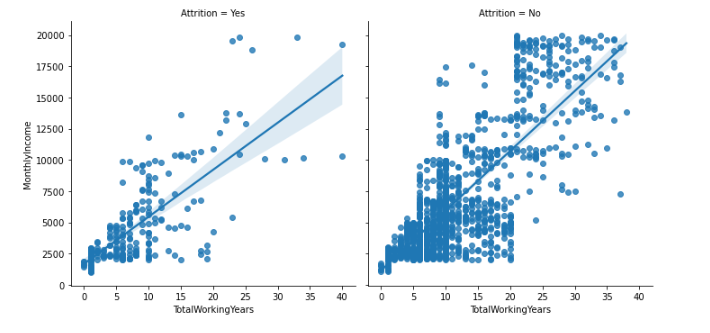 Attrition = Yes
Attrition = No
20000
17500
15000
12500
10000
7500
5000
2500
0
MonthlyIncome
0 5 10 15 20 25 30 35 40
0 5 10 15 20 25 30 35 40
TotalWorkingYears
TotalWorkingYears